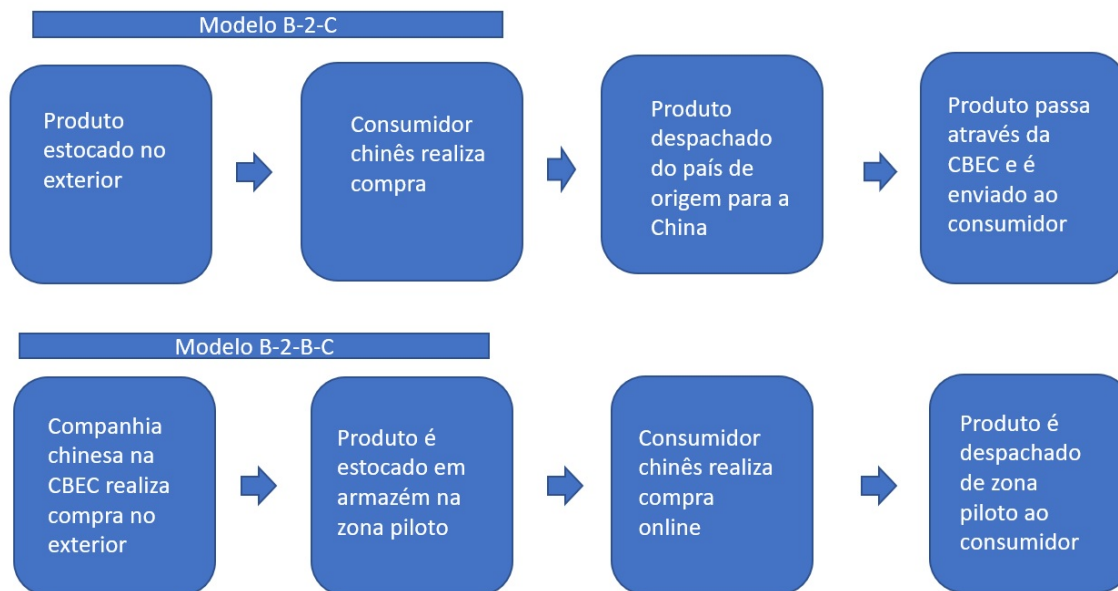 Modelo B-2-C
Produto
estocado no
exterior
Consumidor
chinês realiza
compra
Produto
despachado
do país de
origem para a
China
Produto passa
através da
CBEC e é
enviado ao
consumidor
Modelo B-2-B-C
Companhia
chinesa na
CBEC realiza
compra no
exterior
Produto é
estocado em
armazém na
zona piloto
Consumidor
chinês realiza
compra
online
Produto é
despachado
de zona
piloto ao
consumidor